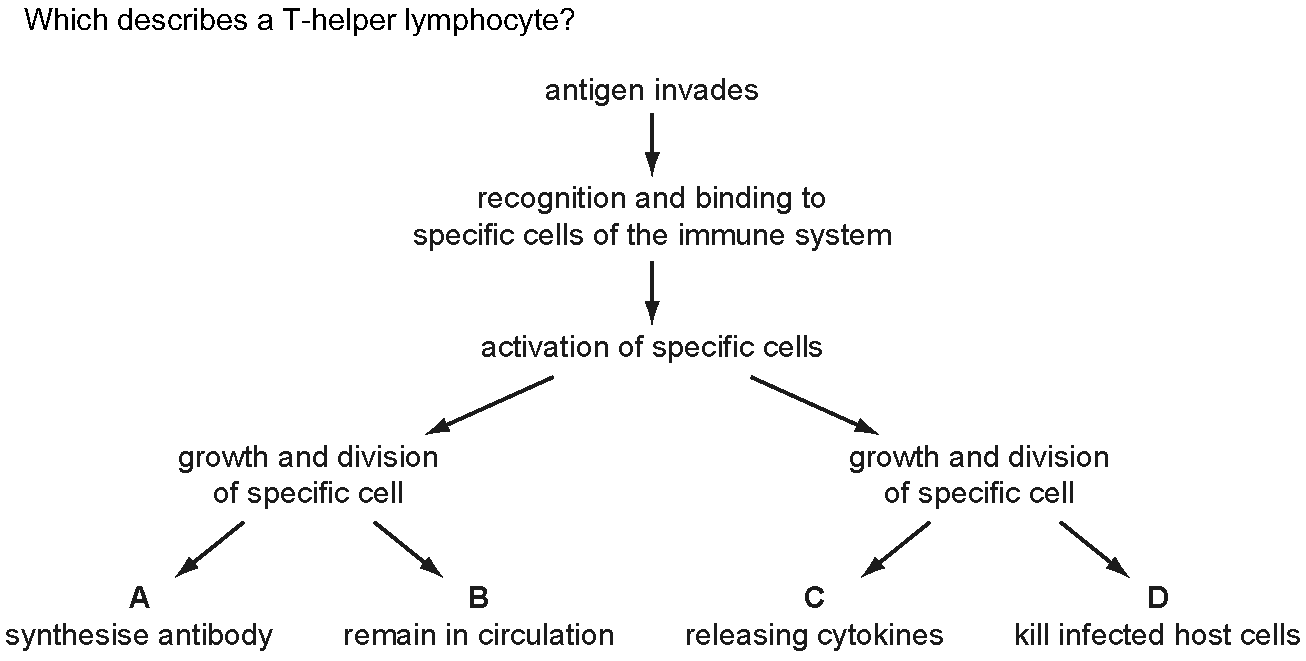 Which describes a T-helper lymphocyte?
antigen invades
recognition and binding to
specific cells of the immune system
activation of specific cells
growth and division
of specific cell
growth and division
of specific cell
A
synthesise antibody
B
remain in circulation
C
releasing cytokines
D
kill infected host cells